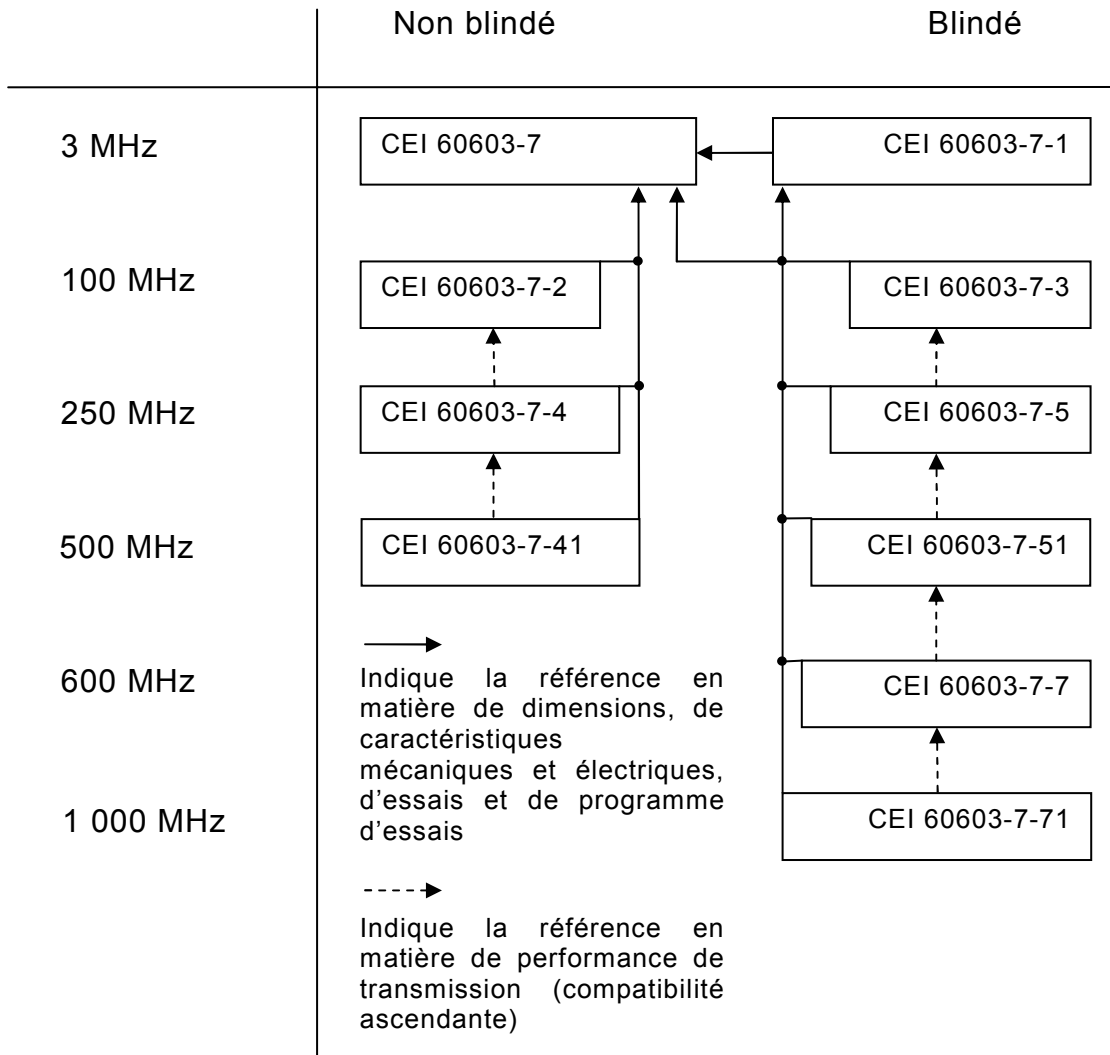 Non blindé Blindé
3 MHz CEI 60603-7 CEI 60603-7-1
100 MHz CEI 60603-7-2 CEI 60603-7-3
250 MHz CEI 60603-7-4 CEI 60603-7-5
500 MHz CEI 60603-7-41 CEI 60603-7-51
600 MHz CEI 60603-7-7
1 000 MHz CEI 60603-7-71
Indique la référence en
matière de dimensions, de
caractéristiques
mécaniques et électriques,
d'essais et de programme
d'essais
Indique la référence en
matière de performance de
transmission (compatibilité
ascendante)